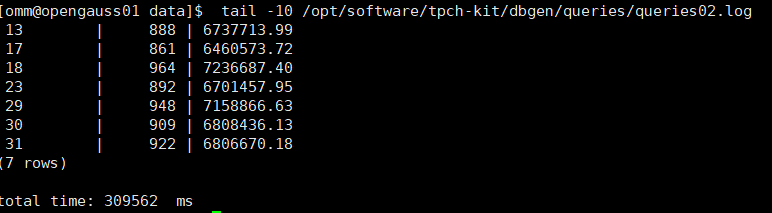 [omm@opengauss01 data]$  tail -10 /opt/software/tpch-kit/dbgen/queries/queries02.log
 13         |     888 | 6737713.99
 17         |     861 | 6460573.72
 18         |     964 | 7236687.40
 23         |     892 | 6701457.95
 29         |     948 | 7158866.63
 30         |     909 | 6808436.13
 31         |     922 | 6806670.18
(7 rows)

total time: 309562  ms